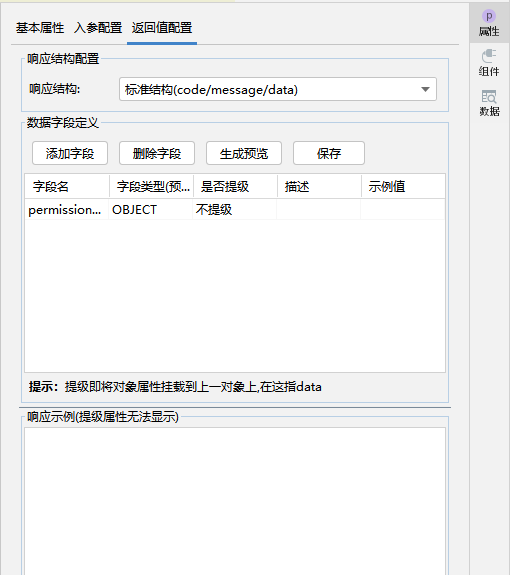 基本属性 入参配置 返回值配置
响应结构配置
响应结构: 标准结构(code/message/data)
数据字段定义
添加字段 删除字段 生成预览 保存
字段名 字段类型(预... 是否提级 描述 示例值
permission... OBJECT 不提级
提示：提级即将对象属性挂载到上一对象上,在这指data
响应示例(提级属性无法显示)
p
属性
组件
数据